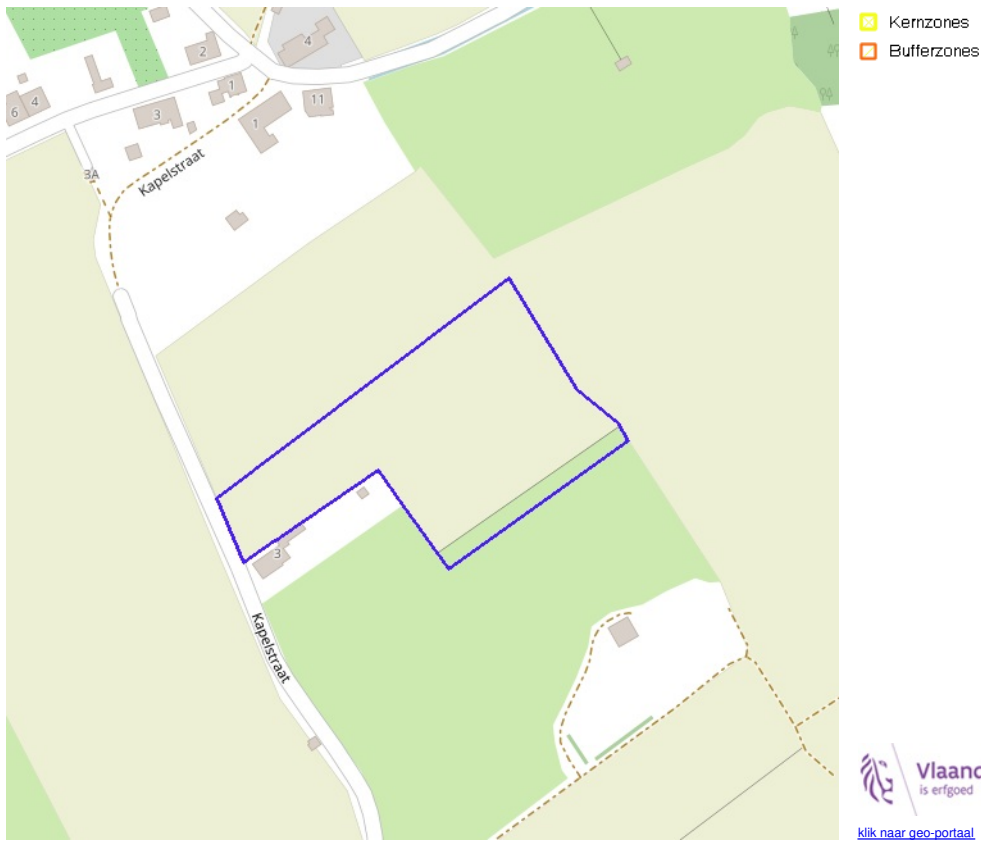 Kernzones
Bufferzones
4
2
1
11
6
4
3
1
3A
Kapelstraat
3
Kapelstraat
Vlaand
is erfgoed
klik naar geo-portaal